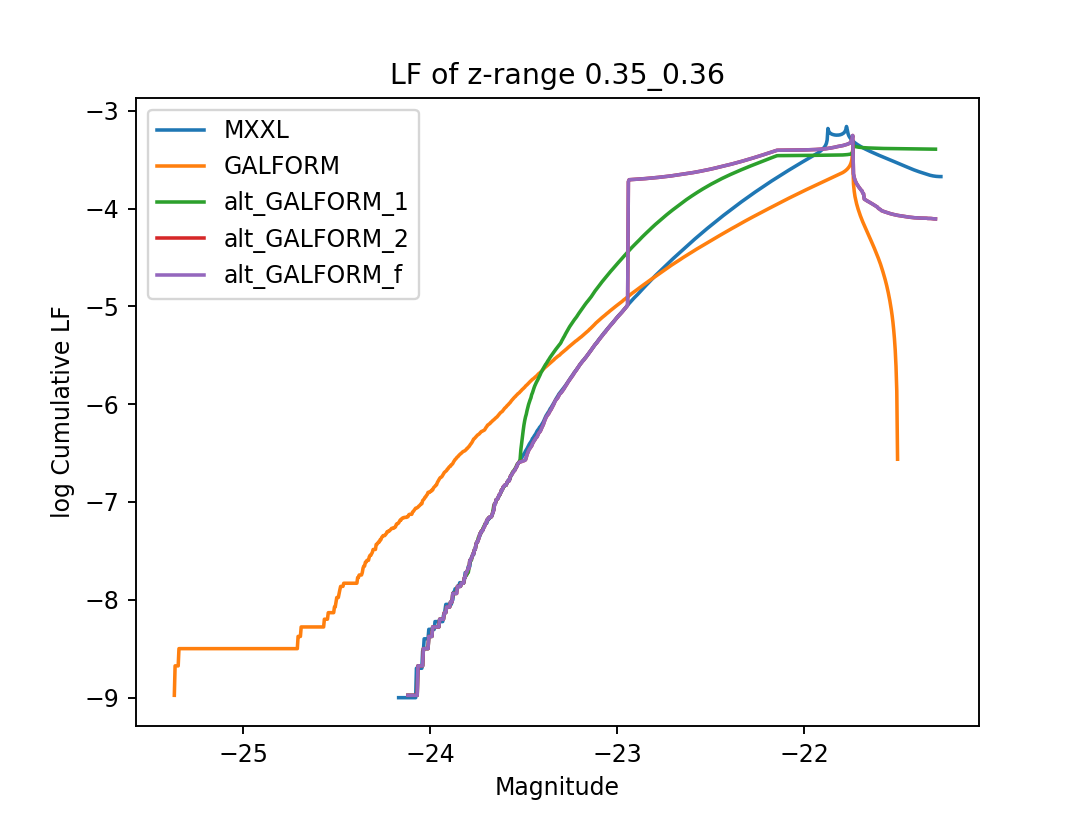 LF of z-range 0.35_0.36
MXXL
GALFORM
alt_GALFORM_1
alt_GALFORM_2
alt_GALFORM_f
log Cumulative LF
−3
−4
−5
−6
−7
−8
−9
−25
−24
−23
−22
Magnitude